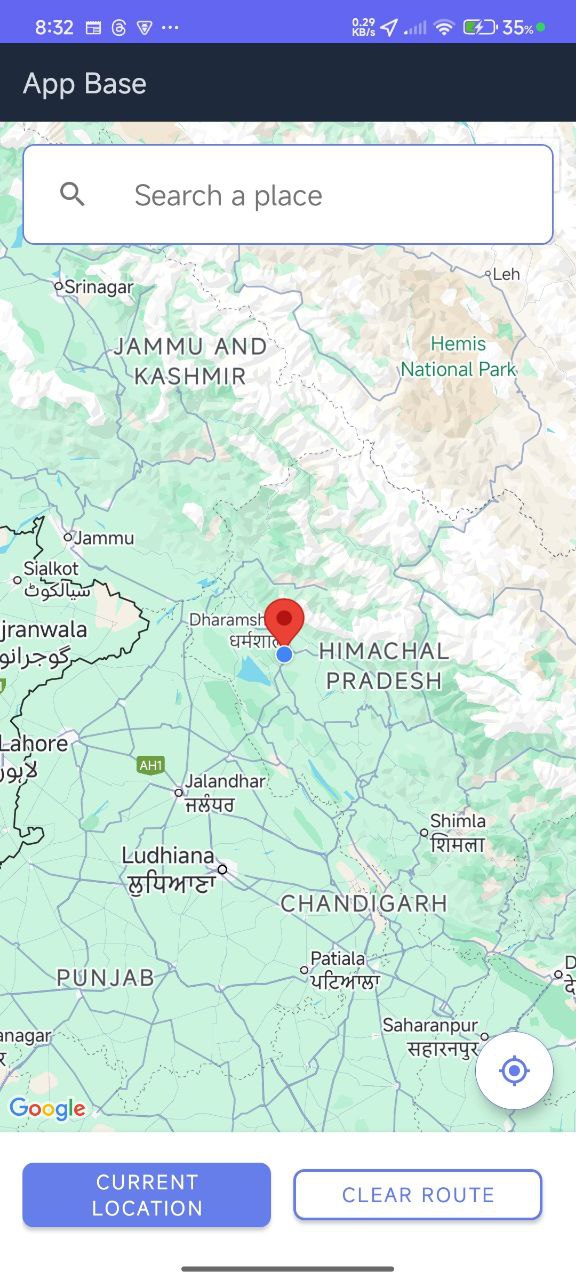 8:32
0.29
KB/s
35%
App Base
Search a place
Leh
Srinagar
Hemis
National Park
JAMMU AND
KASHMIR
Jammu
Sialkot
سیالکوٹ
jranwala
گوجرانو
Dharamsh
धर्मशाल
HIMACHAL
PRADESH
Lahore
لاہور
AH1
Jalandhar
ਜਲੰਧਰ
Shimla
शिमला
Ludhiana
ਲੁਧਿਆਣਾ
CHANDIGARH
Patiala
ਪਟਿਆਲਾ
D
दे
PUNJAB
Saharanpur
सहारनपुर
anagar
र
Google
CURRENT
LOCATION
CLEAR ROUTE